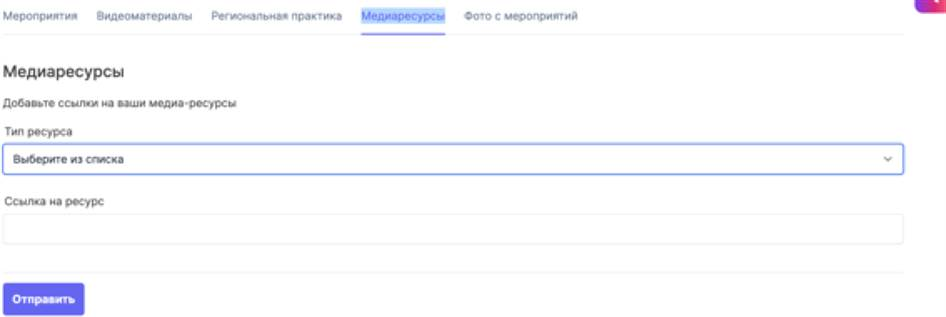 Мероприятия Видеоматериалы Региональная практика Медиаресурсы Фото с мероприятий
Медиаресурсы
Добавьте ссылки на ваши медиа-ресурсы
Тип ресурса
Выберите из списка
Ссылка на ресурс
Отправить